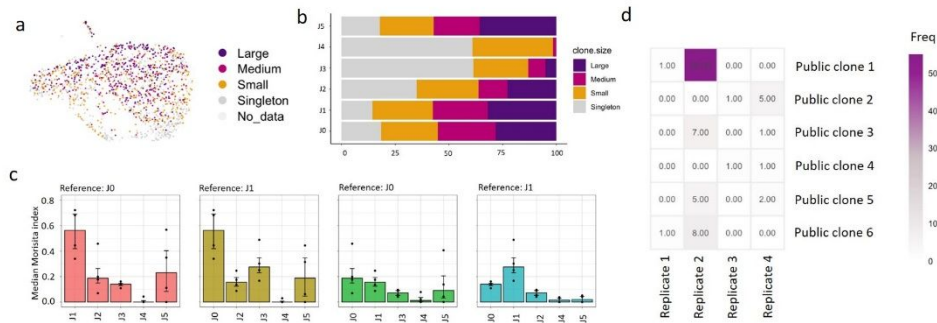 a
Large
Medium
Small
Singleton
No_data
b
J5
J4
J3
J2
J1
J0
0 25 50 75 100
clone.size
Large
Medium
Small
Singleton
c
Median Morisita index
0.8
0.6
0.4
0.2
0.0
Reference: J0
J1 J2 J3 J4 J5
Reference: J1
J0 J2 J3 J4 J5
Reference: J0
J0 J1 J3 J4 J5
Reference: J1
J0 J1 J2 J4 J5
d
1.00 0.00 0.00 Public clone 1
0.00 0.00 1.00 5.00 Public clone 2
0.00 7.00 0.00 1.00 Public clone 3
0.00 0.00 1.00 1.00 Public clone 4
0.00 5.00 0.00 2.00 Public clone 5
1.00 8.00 0.00 0.00 Public clone 6
Replicate 1
Replicate 2
Replicate 3
Replicate 4
Freq
50
40
30
20
10
0